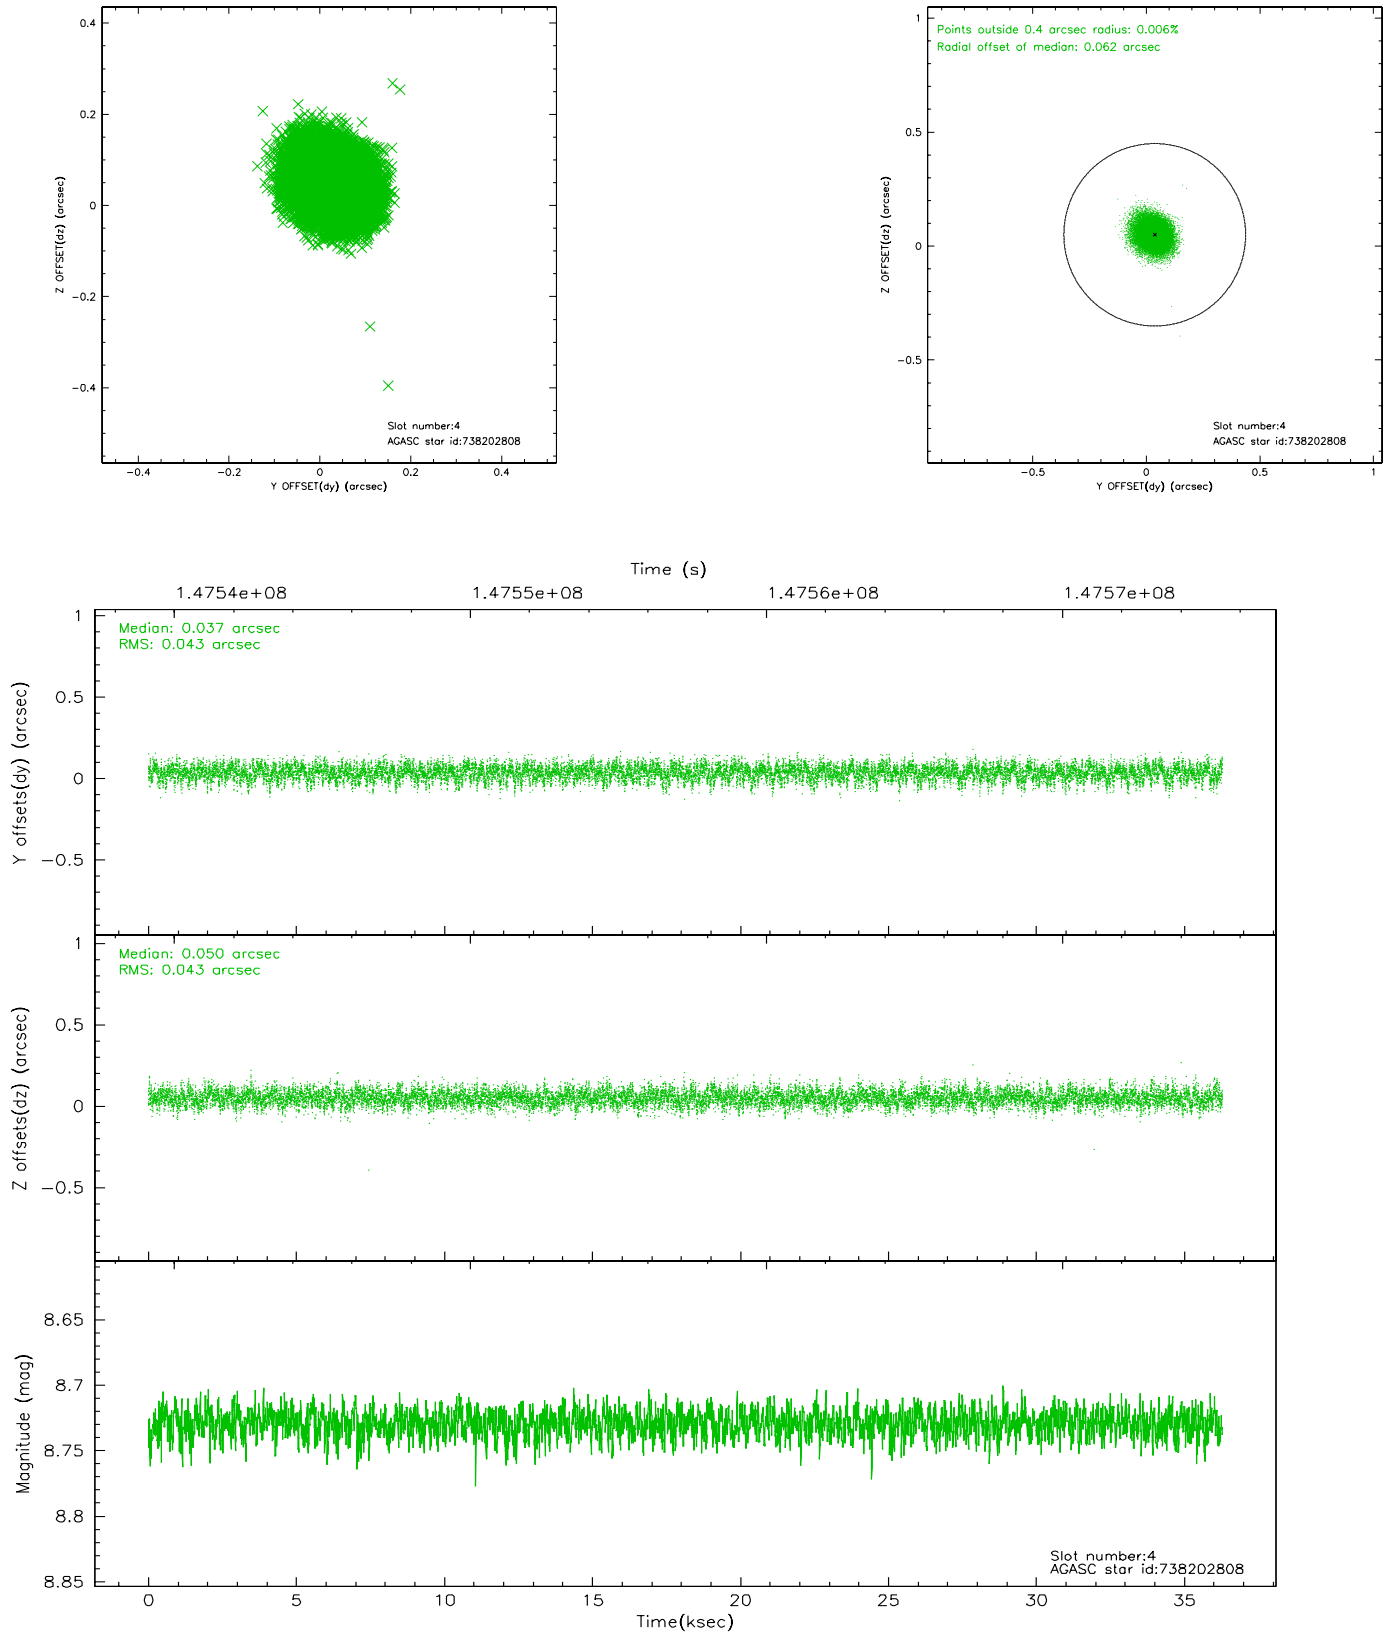 0.4
0.2
0
−0.2
−0.4
Z OFFSET(dz) (arcsec)
Slot number:4
AGASC star id:738202808
−0.4 −0.2 0 0.2 0.4
Y OFFSET(dy) (arcsec)
Points outside 0.4 arcsec radius: 0.006%
Radial offset of median: 0.062 arcsec
1
0.5
0
−0.5
Z OFFSET(dz) (arcsec)
Slot number:4
AGASC star id:738202808
−0.5 0 0.5 1
Y OFFSET(dy) (arcsec)
Time (s)
1.4754e+08 1.4755e+08 1.4756e+08 1.4757e+08
Median: 0.037 arcsec
RMS: 0.043 arcsec
1
0.5
0
−0.5
Y offsets(dy) (arcsec)
Median: 0.050 arcsec
RMS: 0.043 arcsec
1
0.5
0
−0.5
Z offsets(dz) (arcsec)
8.65
8.7
8.75
8.8
8.85
Magnitude (mag)
Slot number:4
AGASC star id:738202808
0 5 10 15 20 25 30 35
Time(ksec)